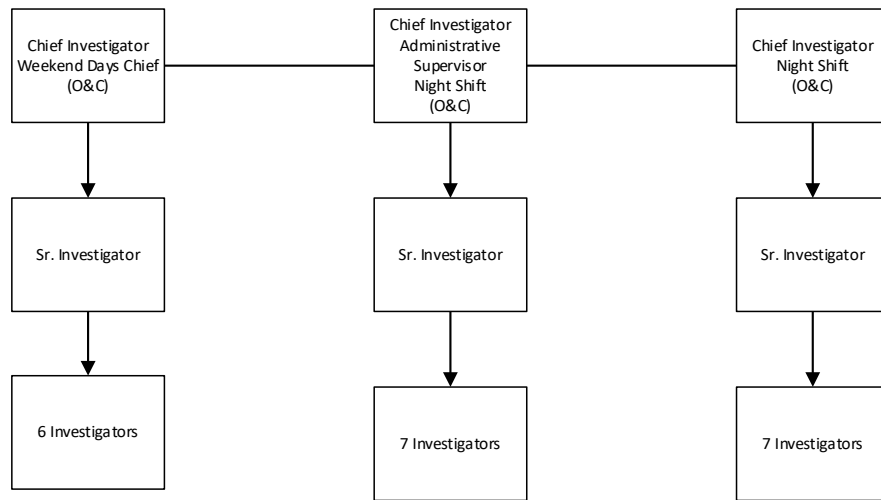 Chief Investigator
Weekend Days Chief
(O&C)
Chief Investigator
Administrative
Supervisor
Night Shift
(O&C)
Chief Investigator
Night Shift
(O&C)
Sr. Investigator
Sr. Investigator
Sr. Investigator
6 Investigators
7 Investigators
7 Investigators